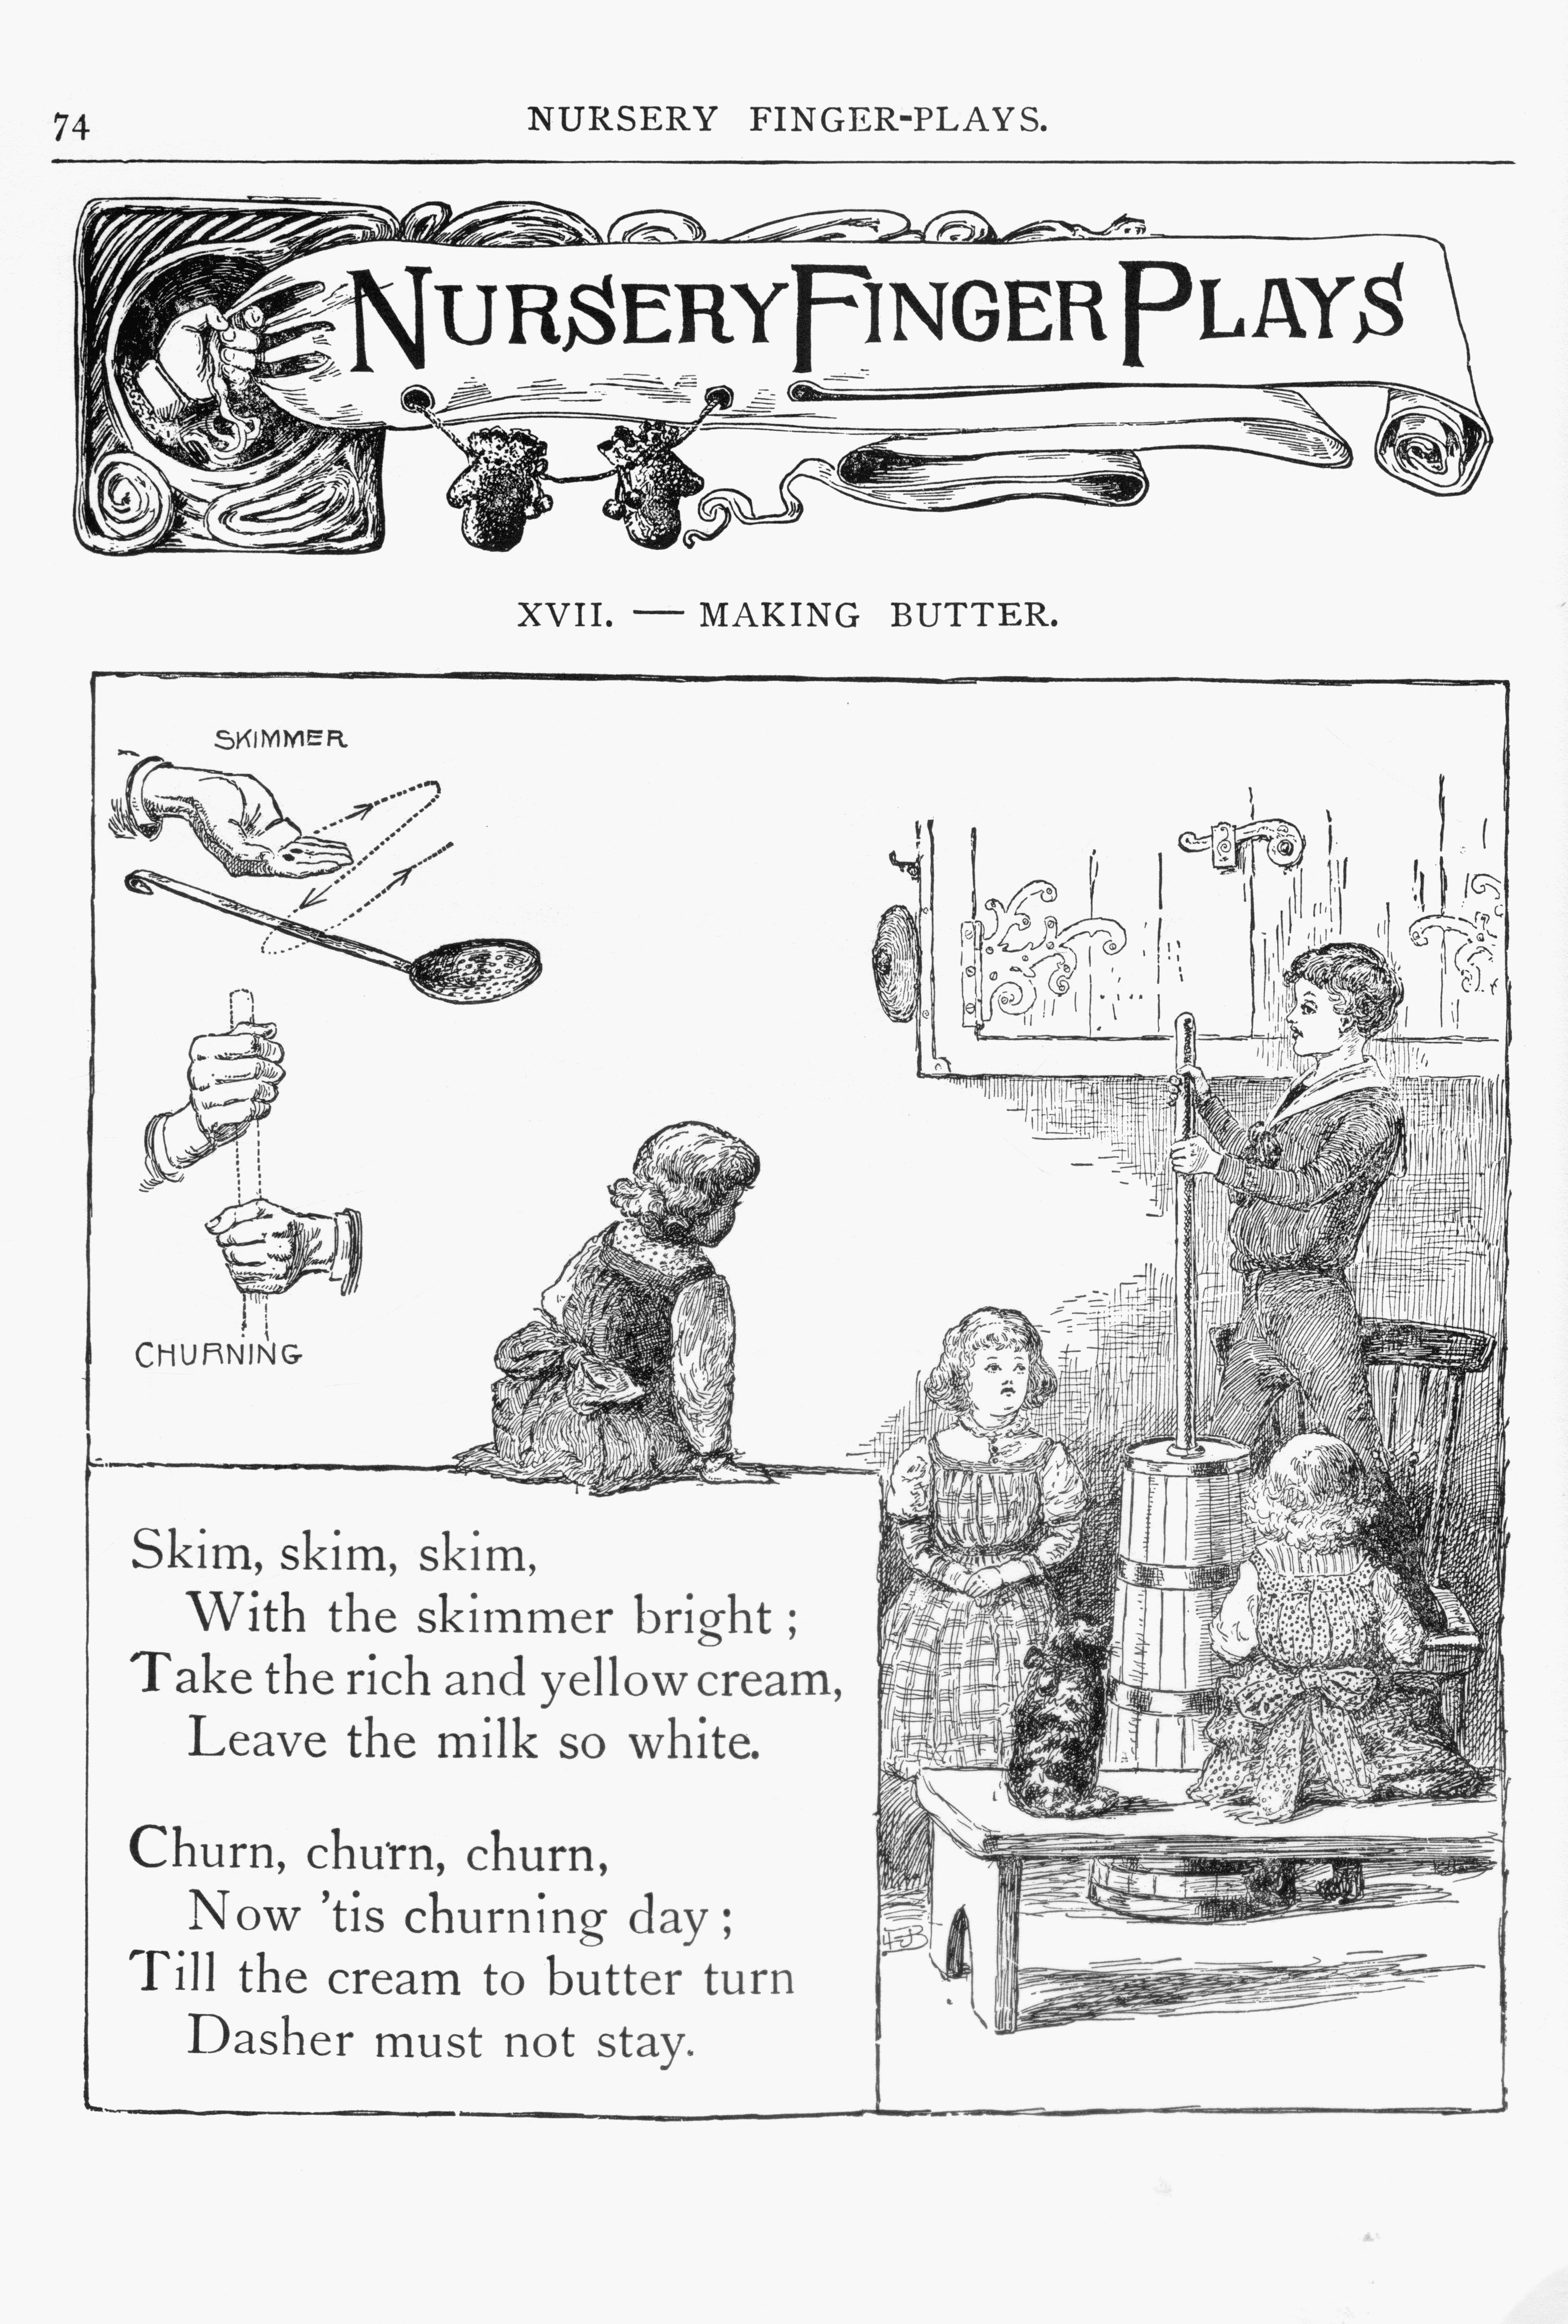 74
NURSERY FINGER-PLAYS.
NURSERY FINGER PLAYS
XVII. — MAKING BUTTER.
SKIMMER
CHURNING
Skim, skim, skim,
With the skimmer bright ;
Take the rich and yellow cream,
Leave the milk so white.
Churn, churn, churn,
Now ’tis churning day ;
Till the cream to butter turn
Dasher must not stay.